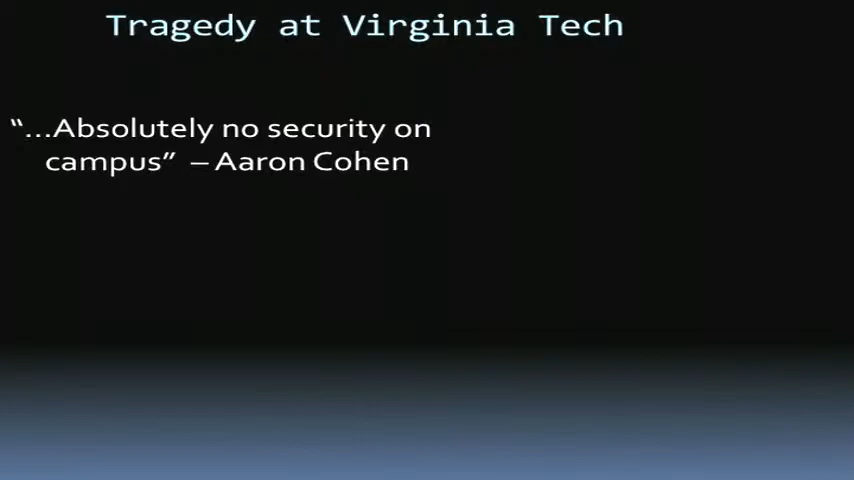 Tragedy at Virginia Tech
“...Absolutely no security on
campus” – Aaron Cohen